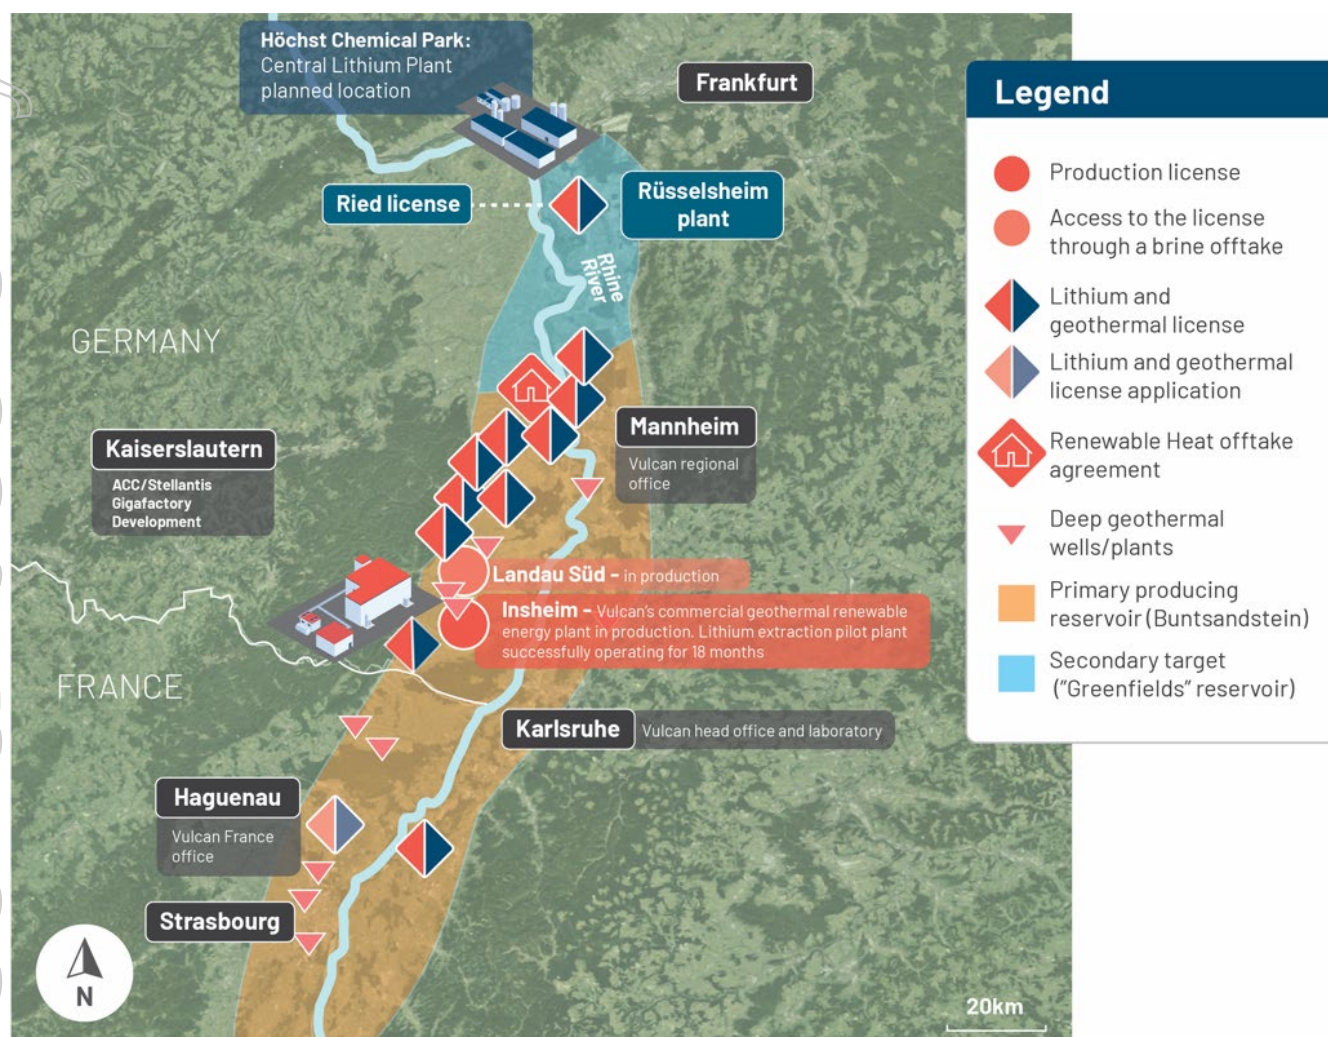 Höchst Chemical Park:
Central Lithium Plant
planned location
Frankfurt
Ried license
Rüsselsheim
plant
Rhine
River
GERMANY
Kaiserslautern
ACC/Stellantis
Gigafactory
Development
Mannheim
Vulcan regional
office
Landau Süd – in production
Insheim – Vulcan's commercial geothermal renewable
energy plant in production. Lithium extraction pilot plant
successfully operating for 18 months
FRANCE
Karlsruhe
Vulcan head office and laboratory
Haguenau
Vulcan France
office
Strasbourg
N
20km
Legend
Production license
Access to the license
through a brine offtake
Lithium and
geothermal license
Lithium and geothermal
license application
Renewable Heat offtake
agreement
Deep geothermal
wells/plants
Primary producing
reservoir (Buntsandstein)
Secondary target
("Greenfields" reservoir)